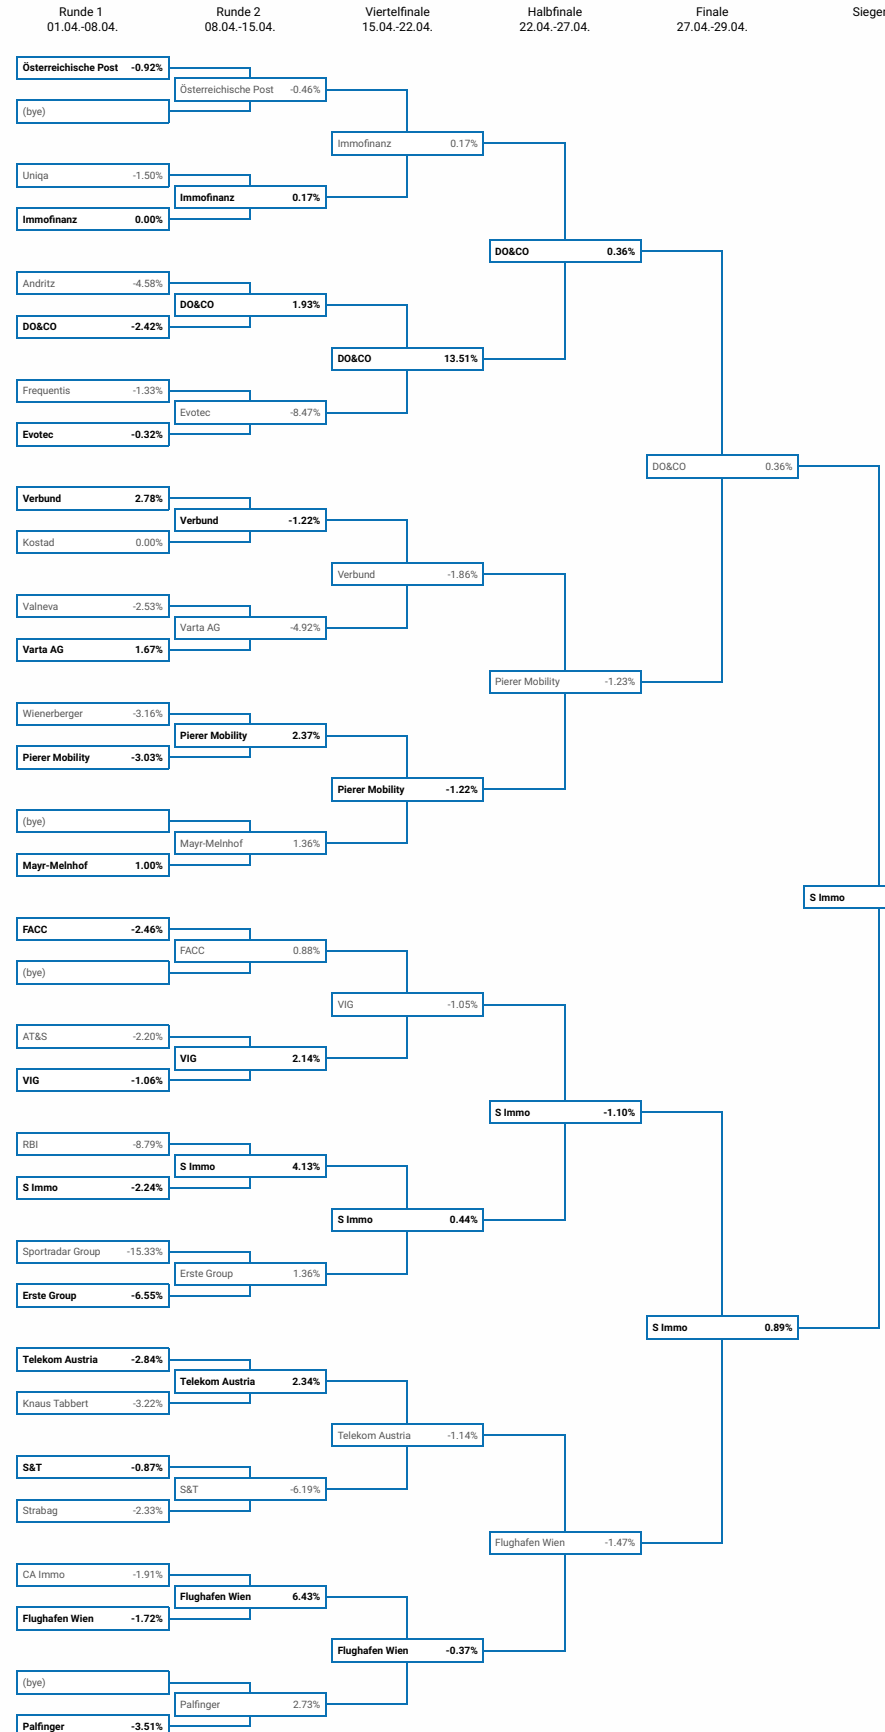 Runde 1 Runde 2 Viertelfinale Halbfinale Finale Sieger
01.04.-08.04. 08.04.-15.04. 15.04.-22.04. 22.04.-27.04. 27.04.-29.04.
Österreichische Post -0.92%
Österreichische Post -0.46%
(bye)
Immofinanz 0.17%
Uniqa -1.50%
Immofinanz 0.17%
Immofinanz 0.00%
DO&CO 0.36%
Andritz -4.58%
DO&CO 1.93%
DO&CO -2.42%
DO&CO 13.51%
Frequentis -1.33%
Evotec -8.47%
Evotec -0.32%
DO&CO 0.36%
Verbund 2.78%
Verbund -1.22%
Kostad 0.00%
Verbund -1.86%
Valneva -2.53%
Varta AG -4.92%
Varta AG 1.67%
Pierer Mobility -1.23%
Wienerberger -3.16%
Pierer Mobility 2.37%
Pierer Mobility -3.03%
Pierer Mobility -1.22%
(bye)
Mayr-Melnhof 1.36%
Mayr-Melnhof 1.00%
S Immo
FACC -2.46%
FACC 0.88%
(bye)
VIG -1.05%
AT&S -2.20%
VIG 2.14%
VIG -1.06%
S Immo -1.10%
RBI -8.79%
S Immo 4.13%
S Immo -2.24%
S Immo 0.44%
Sportradar Group -15.33%
Erste Group 1.36%
Erste Group -6.55%
S Immo 0.89%
Telekom Austria -2.84%
Telekom Austria 2.34%
Knaus Tabbert -3.22%
Telekom Austria -1.14%
S&T -0.87%
S&T -6.19%
Strabag -2.33%
Flughafen Wien -1.47%
CA Immo -1.91%
Flughafen Wien 6.43%
Flughafen Wien -1.72%
Flughafen Wien -0.37%
(bye)
Palfinger 2.73%
Palfinger -3.51%